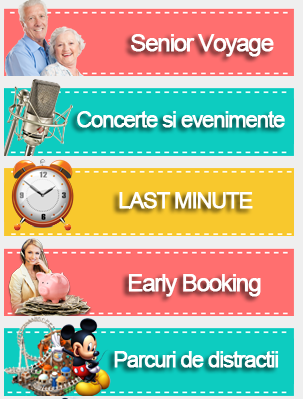 Senior Voyage
Concerte si evenimente
LAST MINUTE
Early Booking
Parcuri de distractii